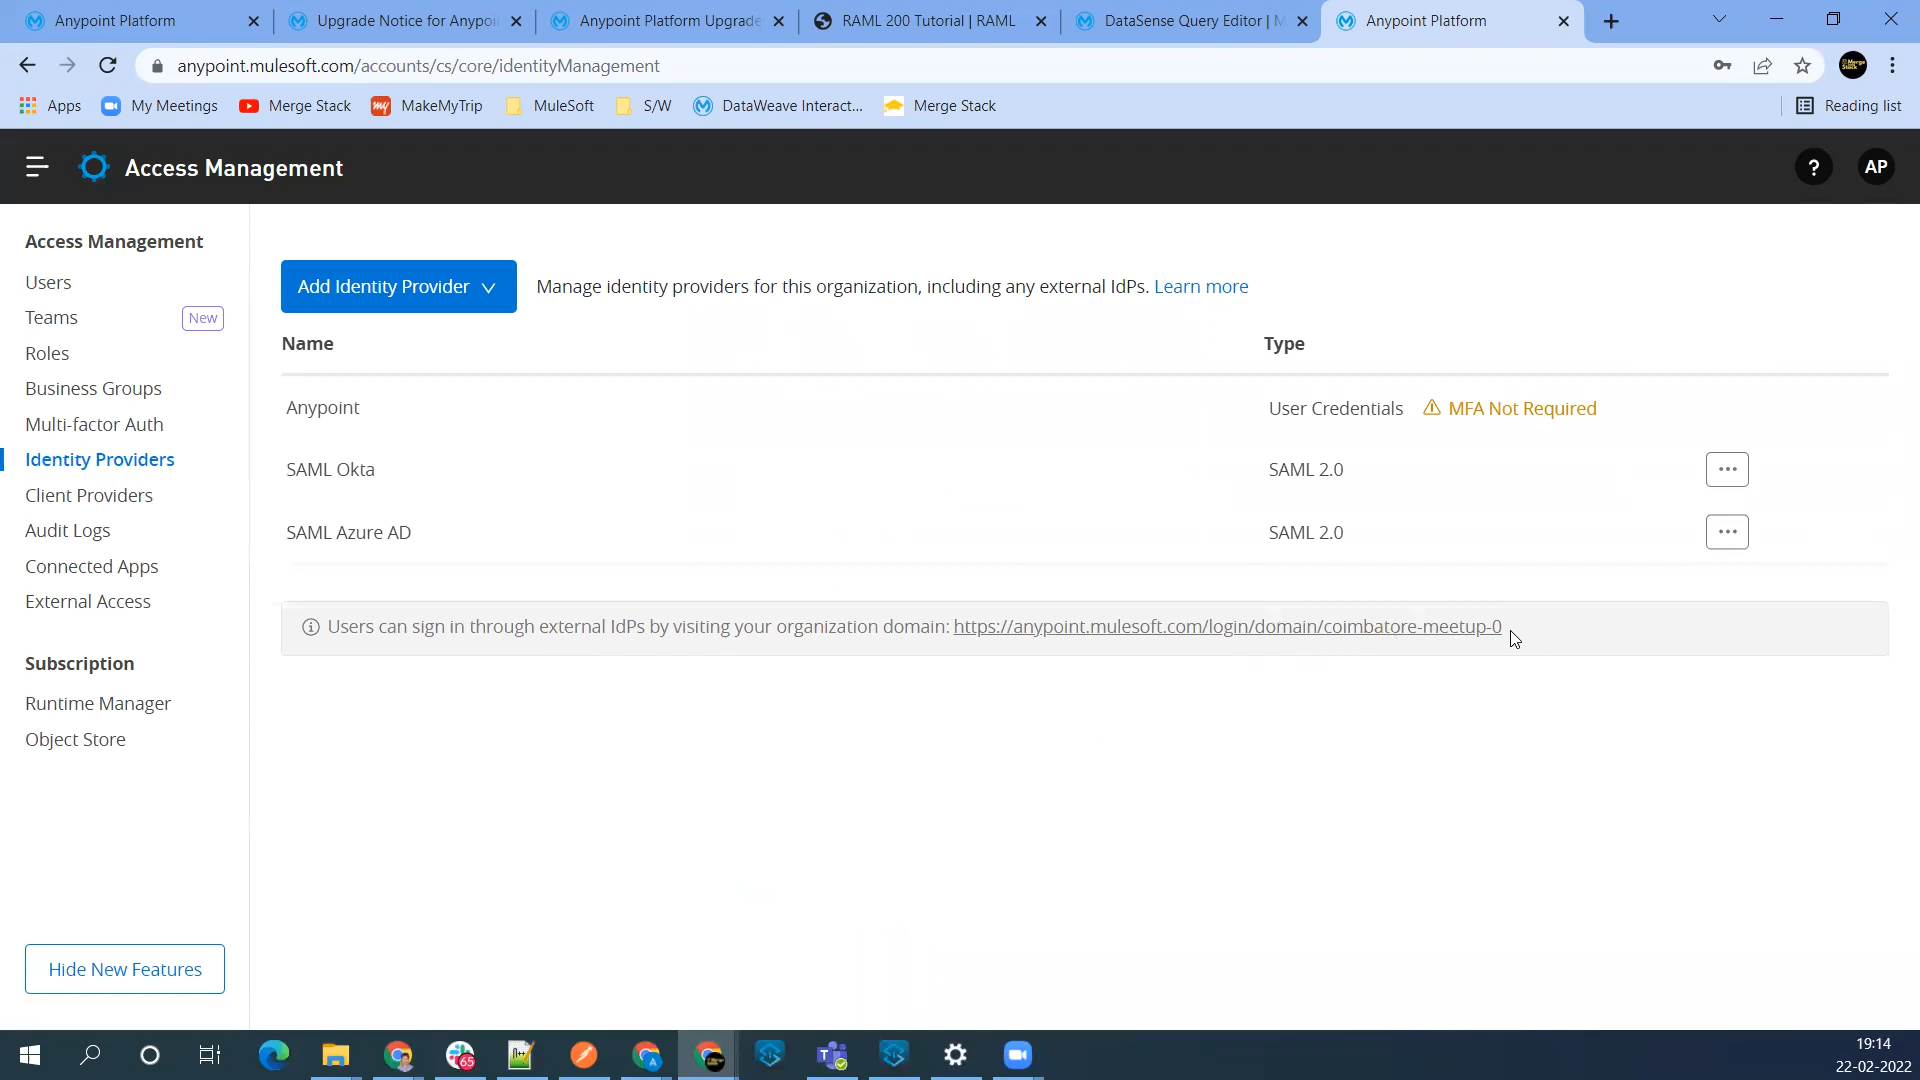 Anypoint Platform
Upgrade Notice for Anypoi
Anypoint Platform Upgrade
RAML 200 Tutorial | RAML
DataSense Query Editor | M
Anypoint Platform
anypoint.mulesoft.com/accounts/cs/core/identityManagement
Apps
My Meetings
Merge Stack
MakeMyTrip
MuleSoft
S/W
DataWeave Interact...
Merge Stack
Reading list
Access Management
?
AP
Access Management
Users
Teams
New
Roles
Business Groups
Multi-factor Auth
Identity Providers
Client Providers
Audit Logs
Connected Apps
External Access
Subscription
Runtime Manager
Object Store
Hide New Features
Add Identity Provider
Manage identity providers for this organization, including any external IdPs. Learn more
Name Type
Anypoint User Credentials MFA Not Required
SAML Okta SAML 2.0
SAML Azure AD SAML 2.0
Users can sign in through external IdPs by visiting your organization domain: https://anypoint.mulesoft.com/login/domain/coimbatore-meetup-0
65
19:14
22-02-2022